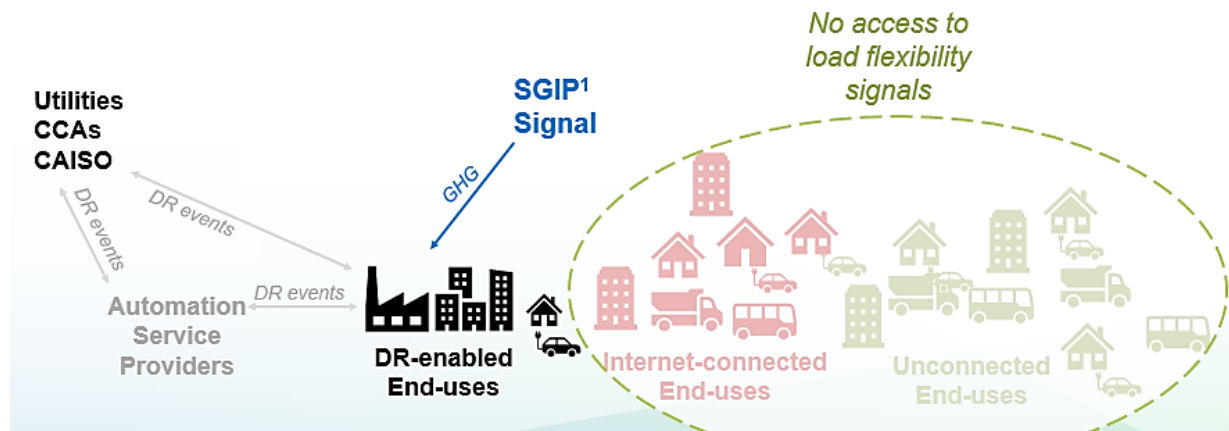 No access to
load flexibility
signals
SGIP¹
Signal
Utilities
CCAs
CAISO
GHG
DR events
DR events
DR events
Automation
Service
Providers
DR-enabled
End-uses
Internet-connected
End-uses
Unconnected
End-uses